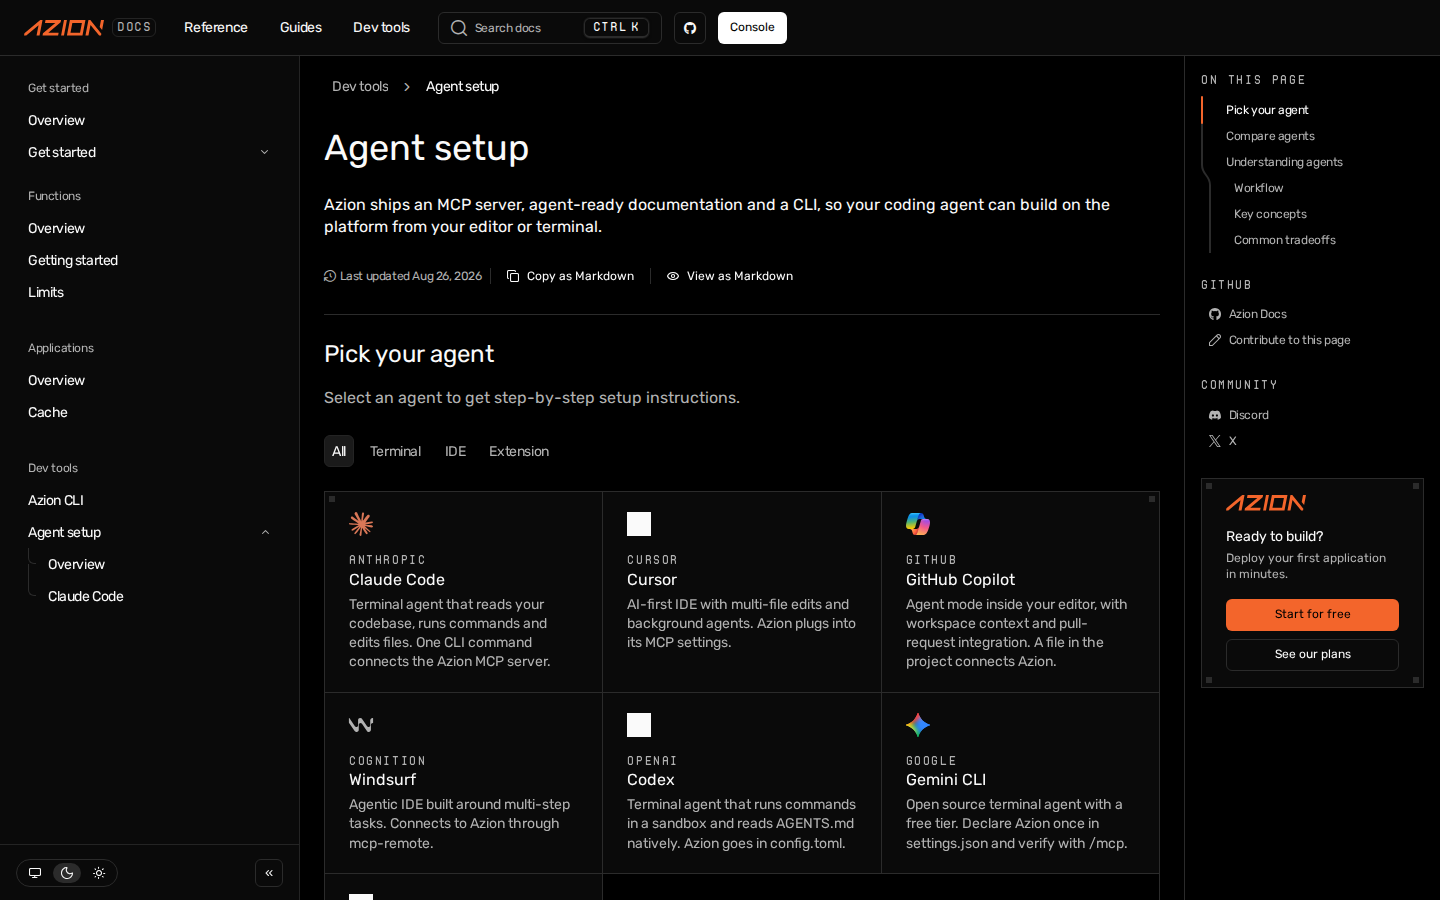 AZION DOCS Reference Guides Dev tools Search docs CTRL K Console
Get started
Overview
Get started
Functions
Overview
Getting started
Limits
Applications
Overview
Cache
Dev tools
Azion CLI
Agent setup
Overview
Claude Code
Dev tools > Agent setup
Agent setup
Azion ships an MCP server, agent-ready documentation and a CLI, so your coding agent can build on the
platform from your editor or terminal.
Last updated Aug 26, 2026 Copy as Markdown View as Markdown
Pick your agent
Select an agent to get step-by-step setup instructions.
All Terminal IDE Extension
ANTHROPIC
Claude Code
Terminal agent that reads your
codebase, runs commands and
edits files. One CLI command
connects the Azion MCP server.
CURSOR
Cursor
AI-first IDE with multi-file edits and
background agents. Azion plugs into
its MCP settings.
GITHUB
GitHub Copilot
Agent mode inside your editor, with
workspace context and pull-
request integration. A file in the
project connects Azion.
COGNITION
Windsurf
Agentic IDE built around multi-step
tasks. Connects to Azion through
mcp-remote.
OPENAI
Codex
Terminal agent that runs commands
in a sandbox and reads AGENTS.md
natively. Azion goes in config.toml.
GOOGLE
Gemini CLI
Open source terminal agent with a
free tier. Declare Azion once in
settings.json and verify with /mcp.
ON THIS PAGE
Pick your agent
Compare agents
Understanding agents
Workflow
Key concepts
Common tradeoffs
GITHUB
Azion Docs
Contribute to this page
COMMUNITY
Discord
X
AZION
Ready to build?
Deploy your first application
in minutes.
Start for free
See our plans